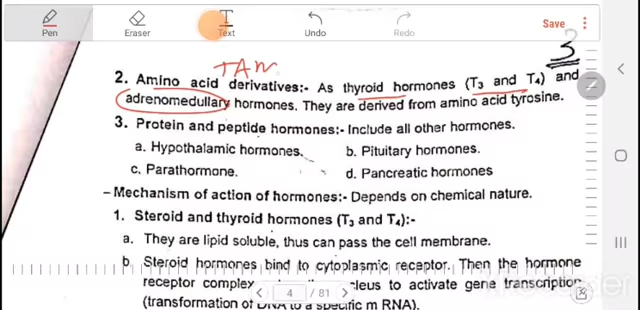 Pen
Eraser
Text
Undo
Redo
Save
TAM
3
2. Amino acid derivatives:- As thyroid hormones (T3 and T4) and
adrenomedullary hormones. They are derived from amino acid tyrosine.
3. Protein and peptide hormones:- Include all other hormones.
a. Hypothalamic hormones.
b. Pituitary hormones.
c. Parathormone.
d. Pancreatic hormones
– Mechanism of action of hormones:- Depends on chemical nature.
1. Steroid and thyroid hormones (T3 and T4):-
a. They are lipid soluble, thus can pass the cell membrane.
b. Steroid hormones bind to cytoplasmic receptor. Then the hormone
receptor complex cleus to activate gene transcription
4 / 81
(transformation of DNA to a specific m RNA).